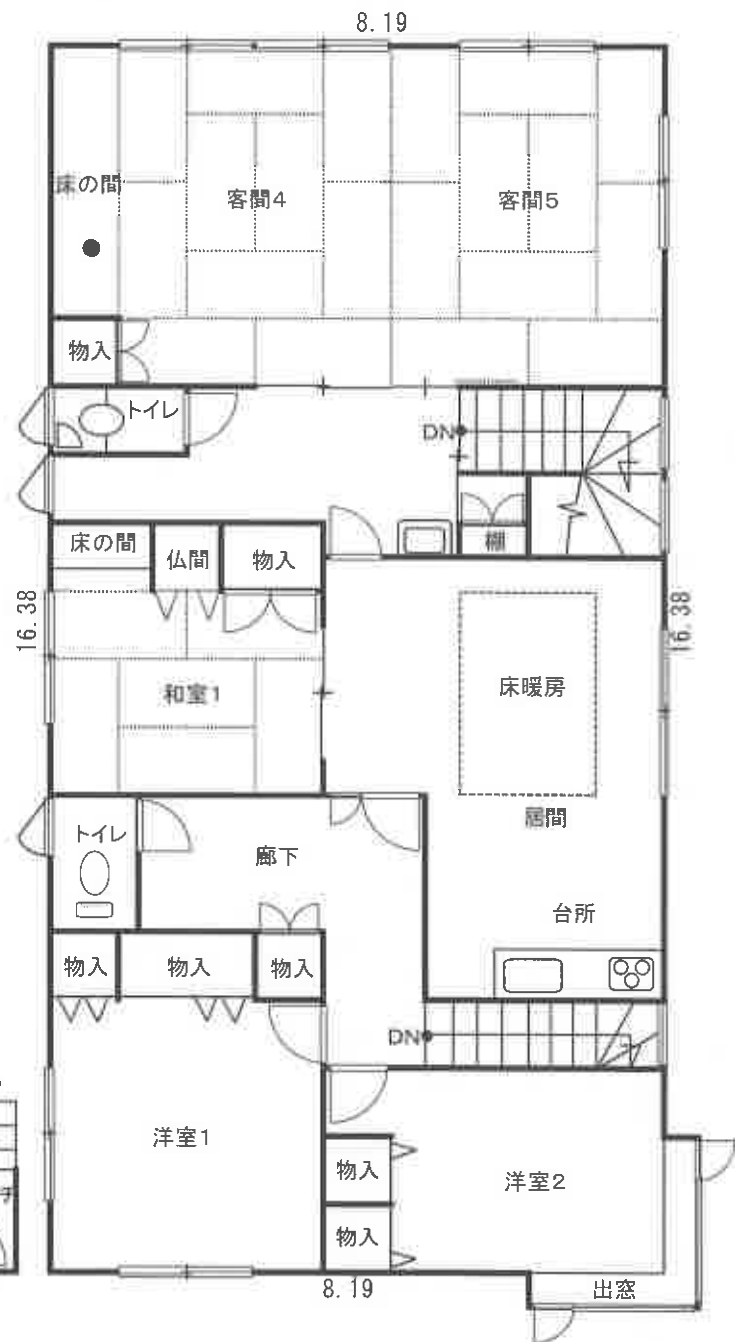 8.19
床の間
客間4
客間5
物入
トイレ
DN
床の間
仏間
物入
棚
16.38
16.38
和室1
床暖房
居間
トイレ
廊下
台所
物入
物入
物入
DN
洋室1
洋室2
物入
物入
8.19
出窓